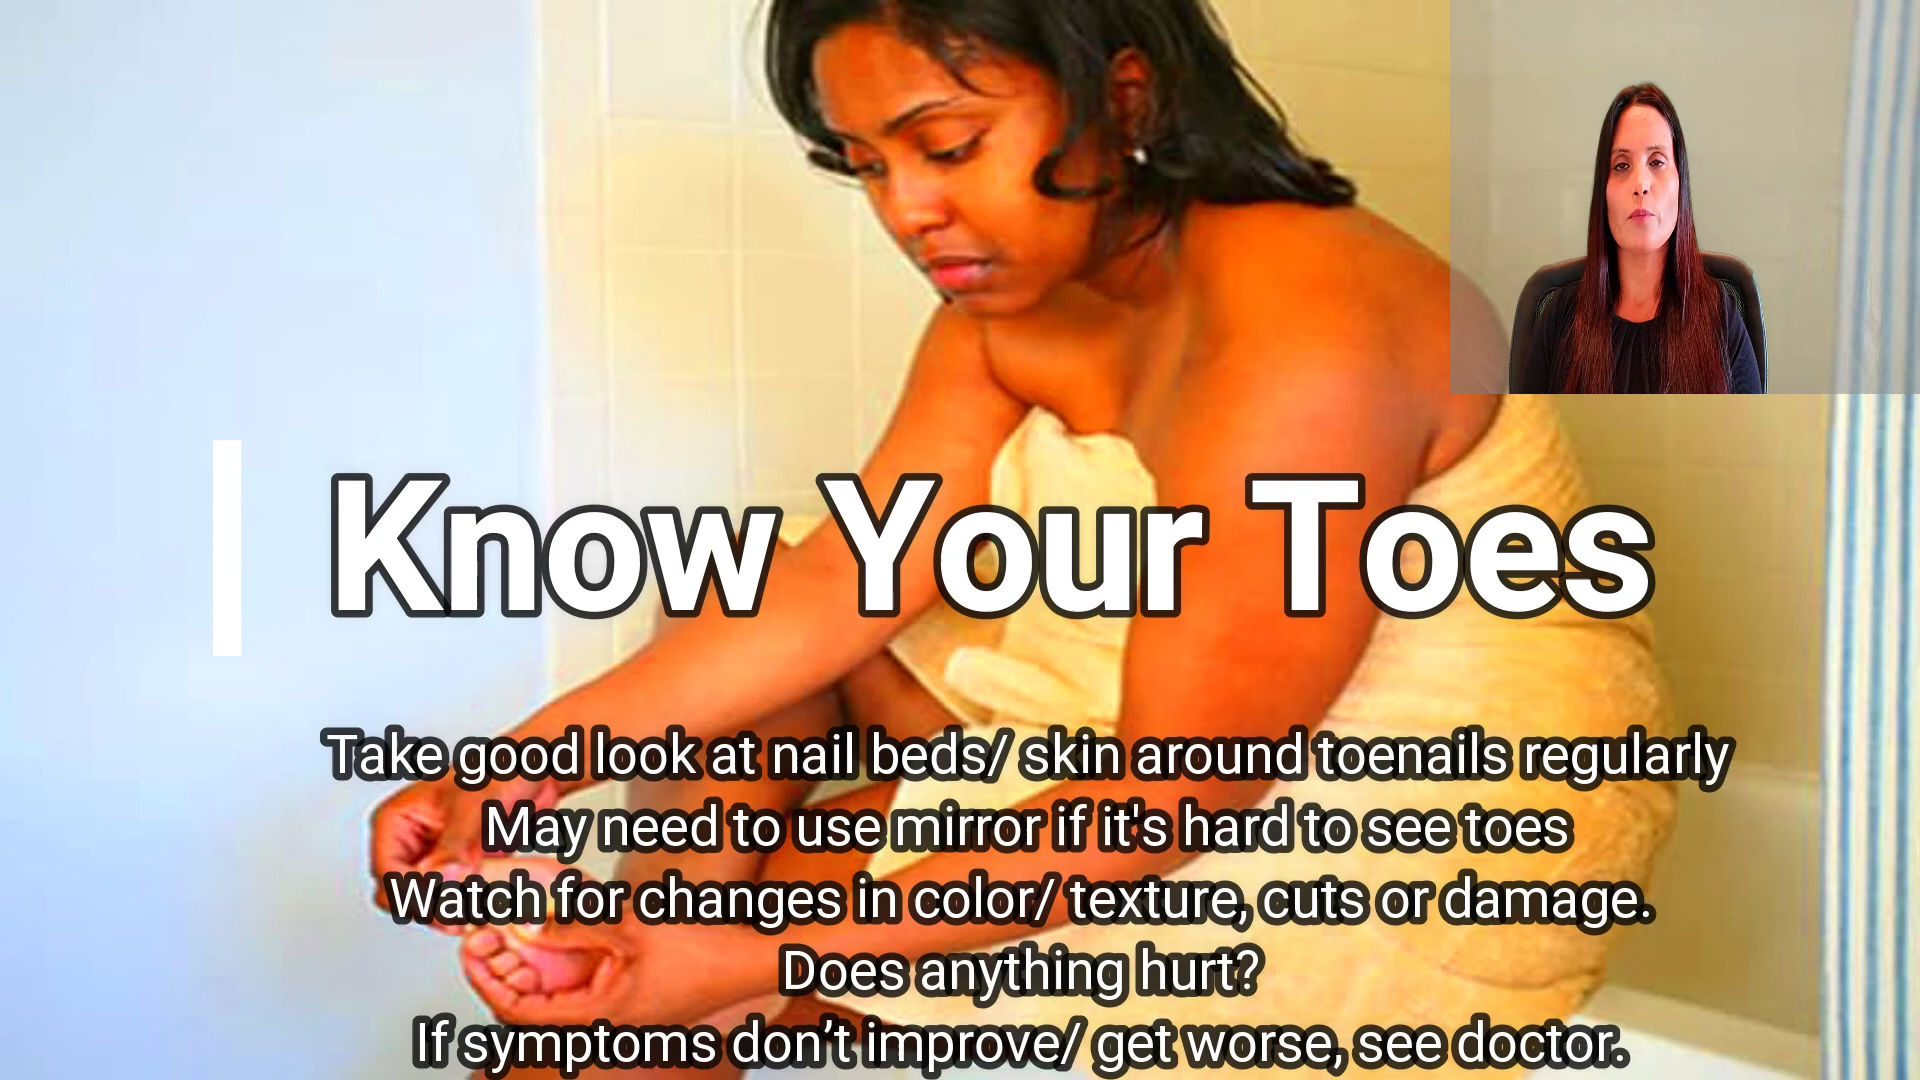 Know Your Toes
Take good look at nail beds/ skin around toenails regularly
May need to use mirror if it's hard to see toes
Watch for changes in color/ texture, cuts or damage.
Does anything hurt?
If symptoms don’t improve/ get worse, see doctor.